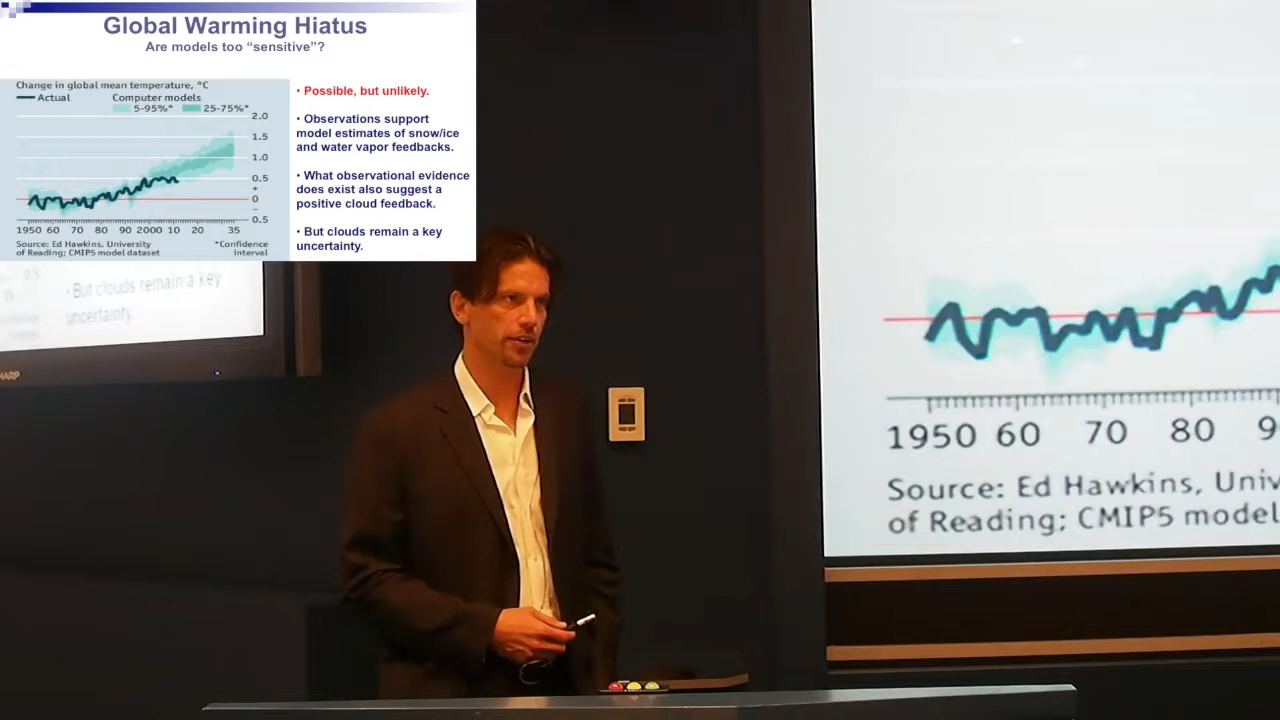 Global Warming Hiatus
Are models too “sensitive”?
Change in global mean temperature, °C
Actual
Computer models
5-95%* 25-75%*
2.0
1.5
1.0
0.5
+
0
–
0.5
1950 60 70 80 90 2000 10 20 35
Source: Ed Hawkins, University
of Reading; CMIP5 model dataset
*Confidence
interval
• Possible, but unlikely.
• Observations support
model estimates of snow/ice
and water vapor feedbacks.
• What observational evidence
does exist also suggest a
positive cloud feedback.
• But clouds remain a key
uncertainty.
• But clouds remain a key
uncertainty.
1950 60 70 80 9
Source: Ed Hawkins, Univ
of Reading; CMIP5 model